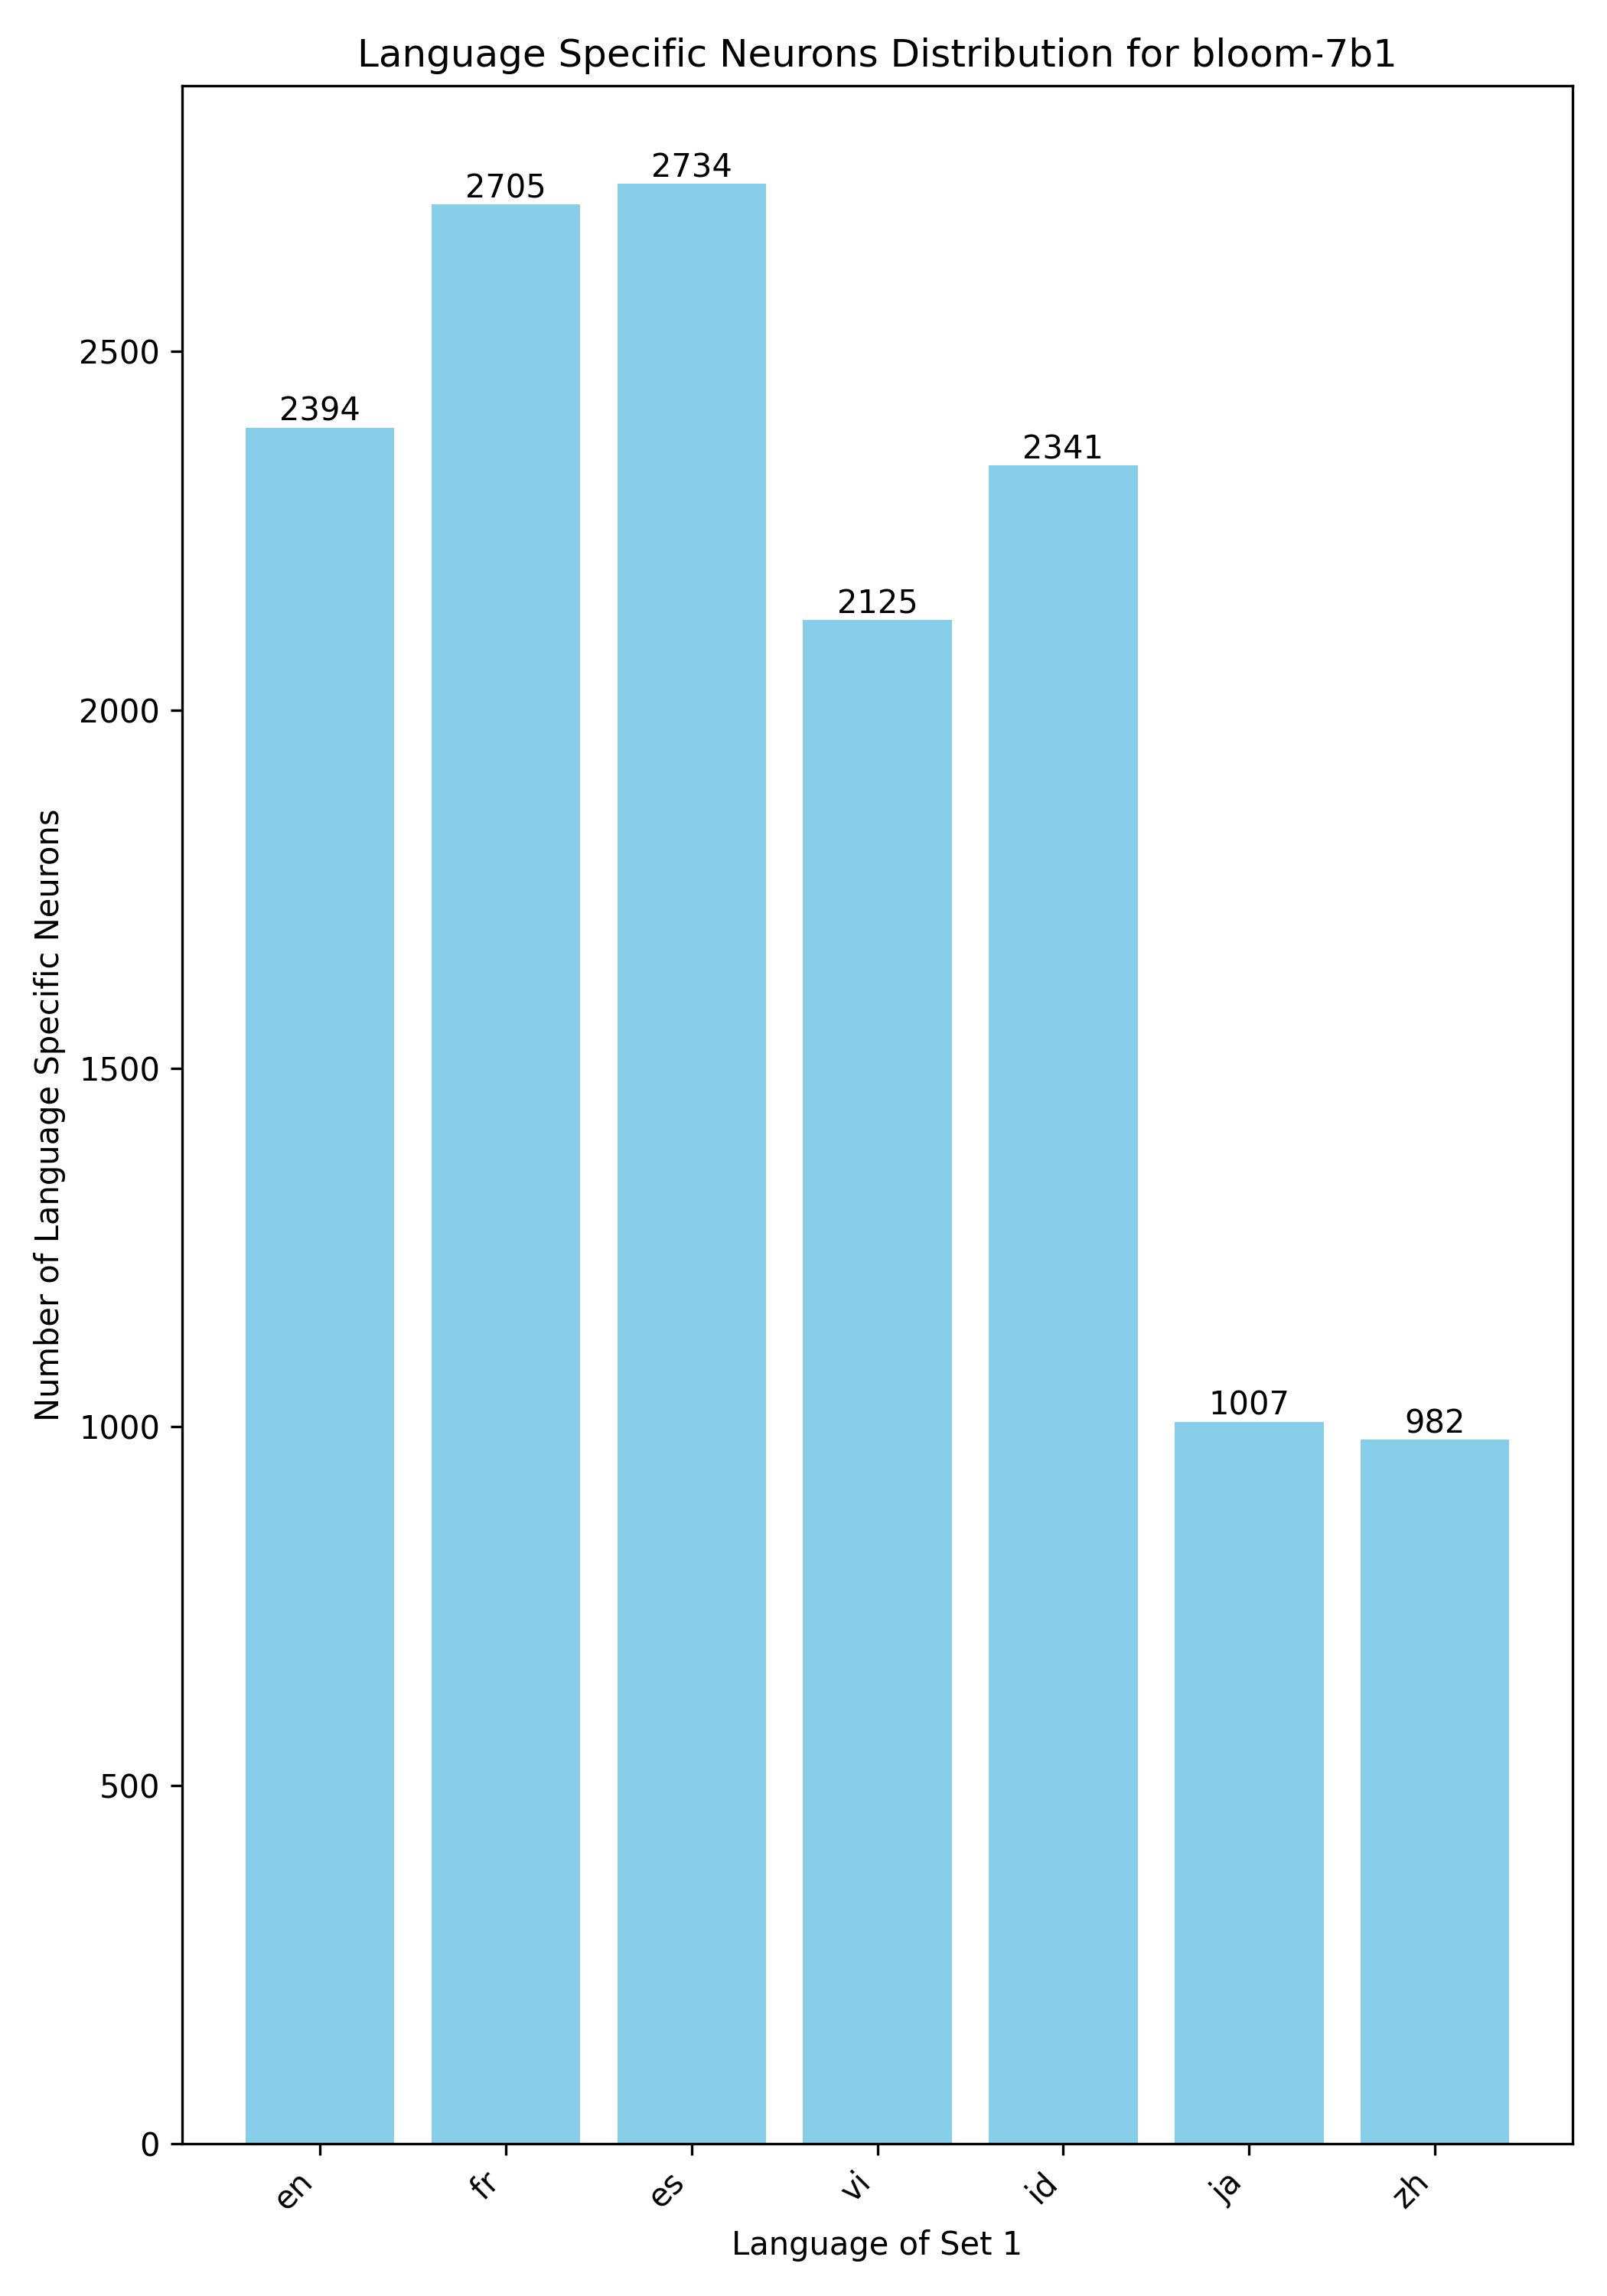 Language Specific Neurons Distribution for bloom-7b1
2734
2705
2500
2394
2341
2125
2000
Number of Language Specific Neurons
1500
1007
1000
982
500
0
en
fr
es
vi
id
ja
zh
Language of Set 1